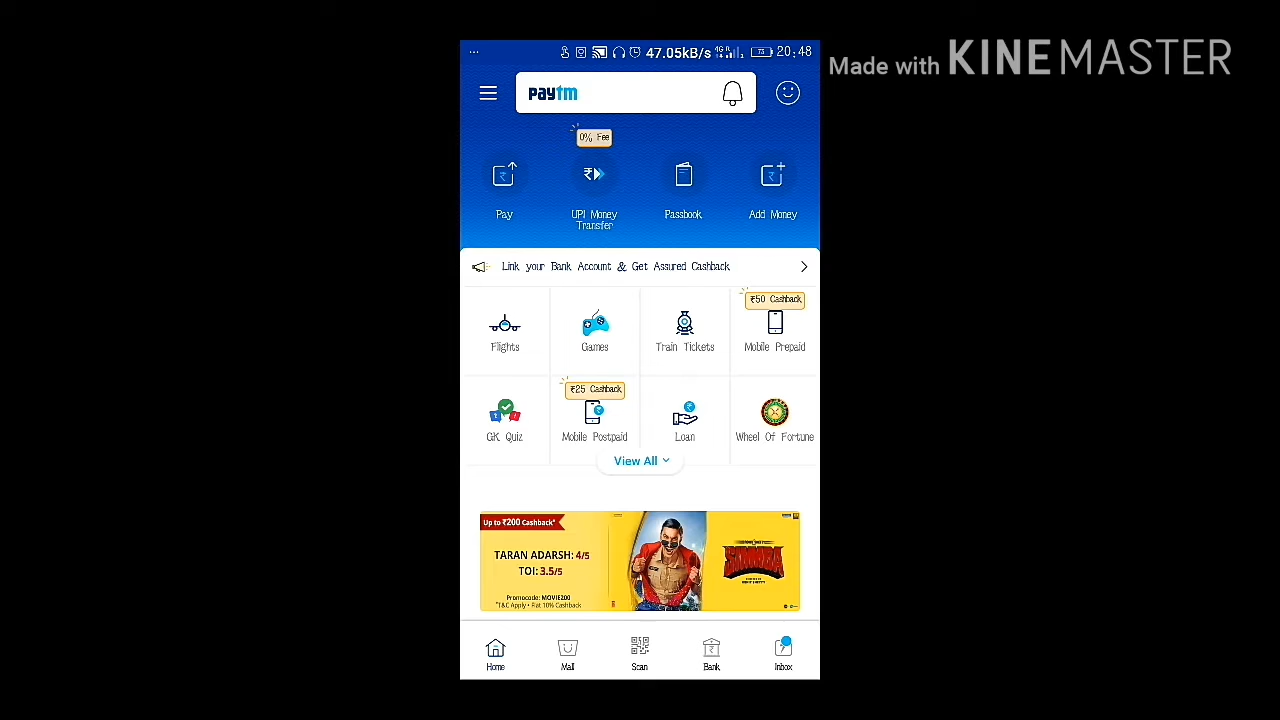 ... 47.05kB/s 73 20:48
Made with KINEMASTER
paytm
0% Fee
Pay
UPI Money Transfer
Passbook
Add Money
Link your Bank Account & Get Assured Cashback
₹50 Cashback
Flights
Games
Train Tickets
Mobile Prepaid
₹25 Cashback
GK Quiz
Mobile Postpaid
Loan
Wheel Of Fortune
View All
Up to ₹200 Cashback*
TARAN ADARSH: 4/5
TOI: 3.5/5
Promocode: MOVIE200
*T&C Apply • Flat 10% Cashback
SIMMBA
Home
Mall
Scan
Bank
Inbox